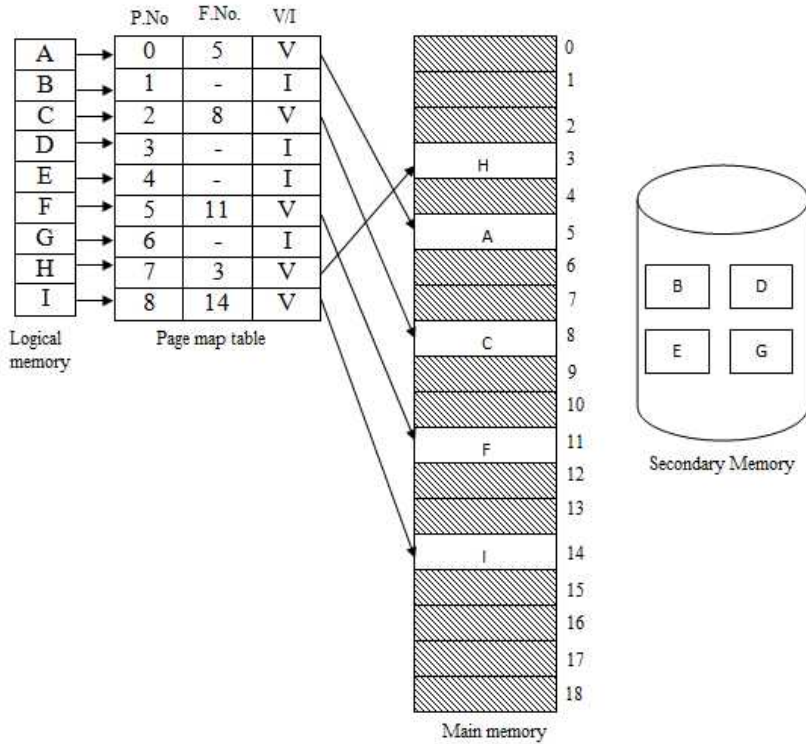 P.No F.No. V/I
A 0 5 V
B 1 - I
C 2 8 V
D 3 - I
E 4 - I
F 5 11 V
G 6 - I
H 7 3 V
I 8 14 V
Logical
memory
Page map table
0
1
2
H 3
4
A 5
6
7
C 8
9
10
F 11
12
13
I 14
15
16
17
18
Main memory
B D
E G
Secondary Memory